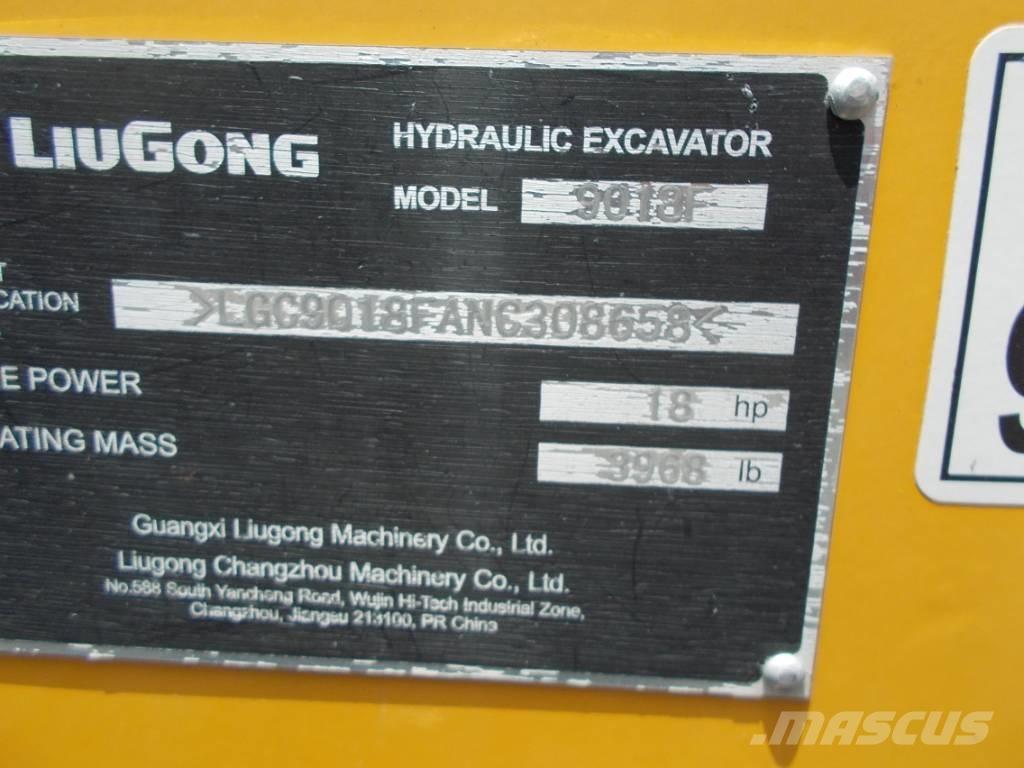 LIUGONG
HYDRAULIC EXCAVATOR
MODEL 9018F
CATION >LGC9018FANC308658<
E POWER 18 hp
ATING MASS 3968 lb
Guangxi Liugong Machinery Co., Ltd.
Liugong Changzhou Machinery Co., Ltd.
No.588 South Yancheng Road, Wujin Hi-Tech Industrial Zone,
Changzhou, Jiangsu 213100, PR China
MASCUS